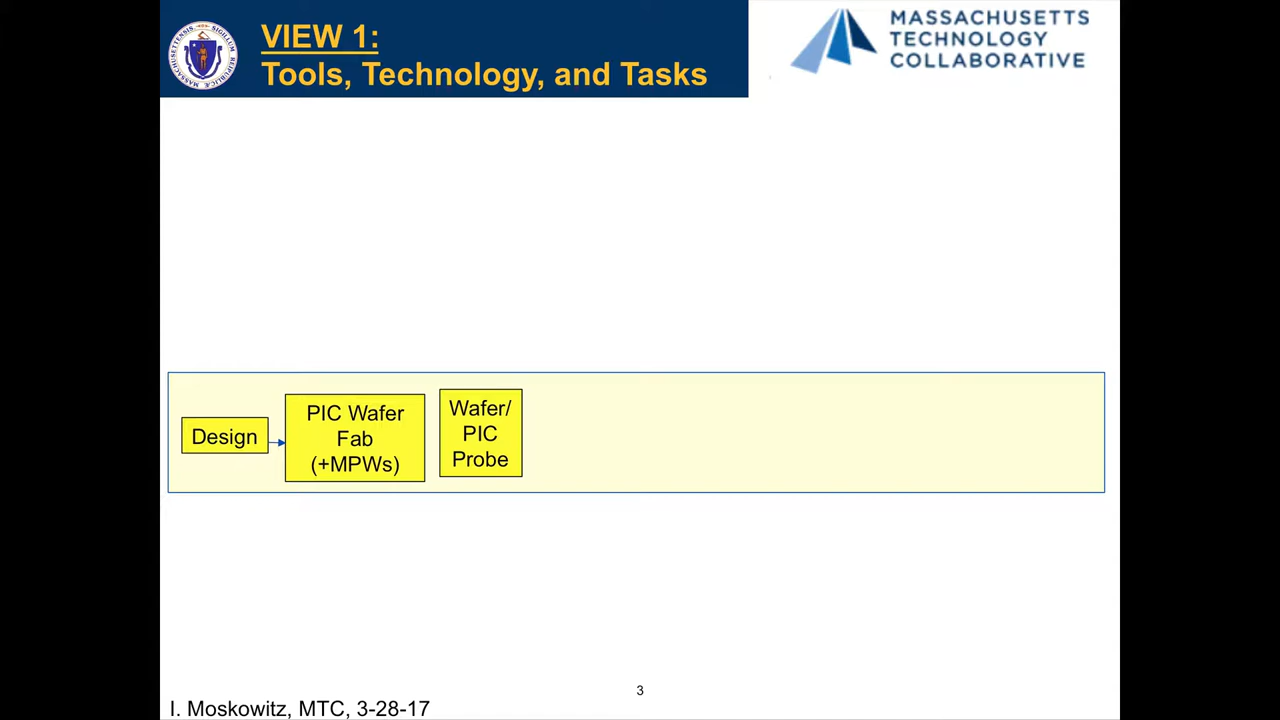 VIEW 1:
Tools, Technology, and Tasks
MASSACHUSETTS
TECHNOLOGY
COLLABORATIVE
Design
PIC Wafer
Fab
(+MPWs)
Wafer/
PIC
Probe
3
I. Moskowitz, MTC, 3-28-17